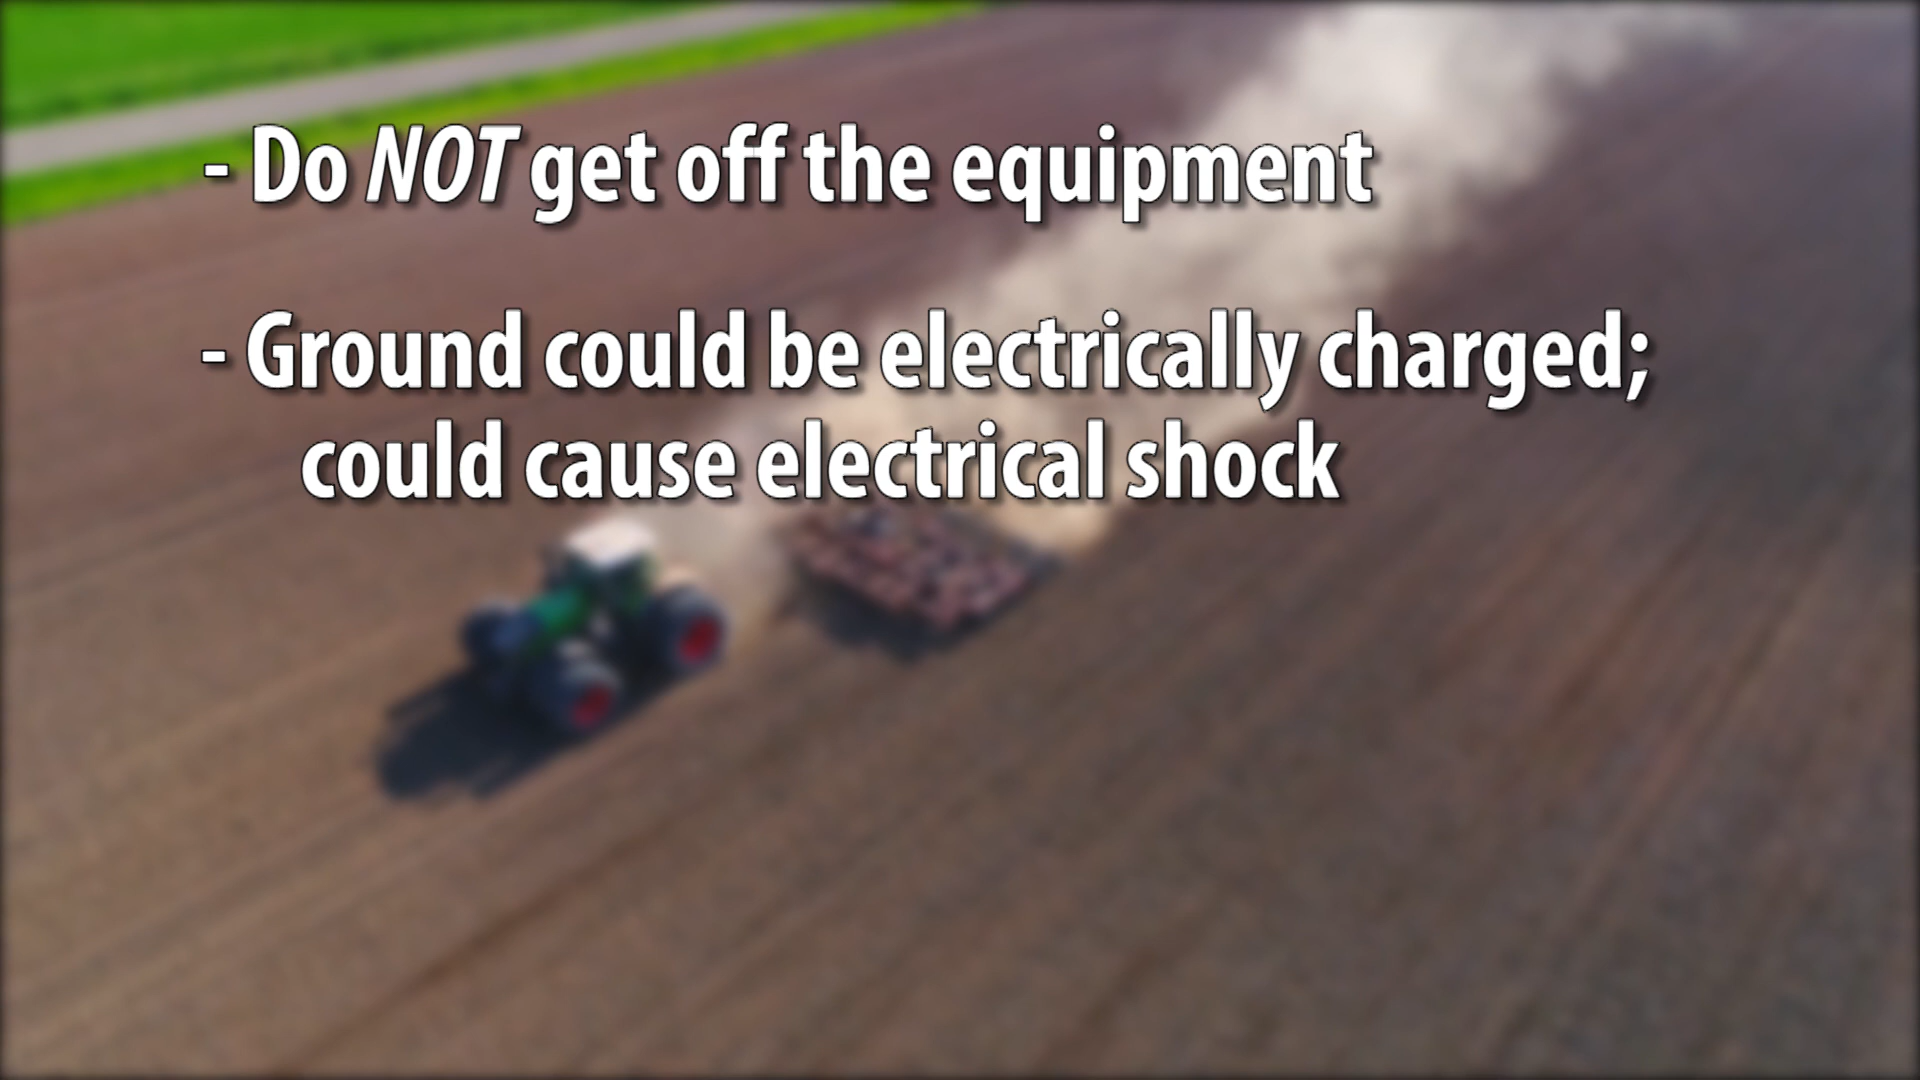 - Do NOT get off the equipment
- Ground could be electrically charged;
could cause electrical shock